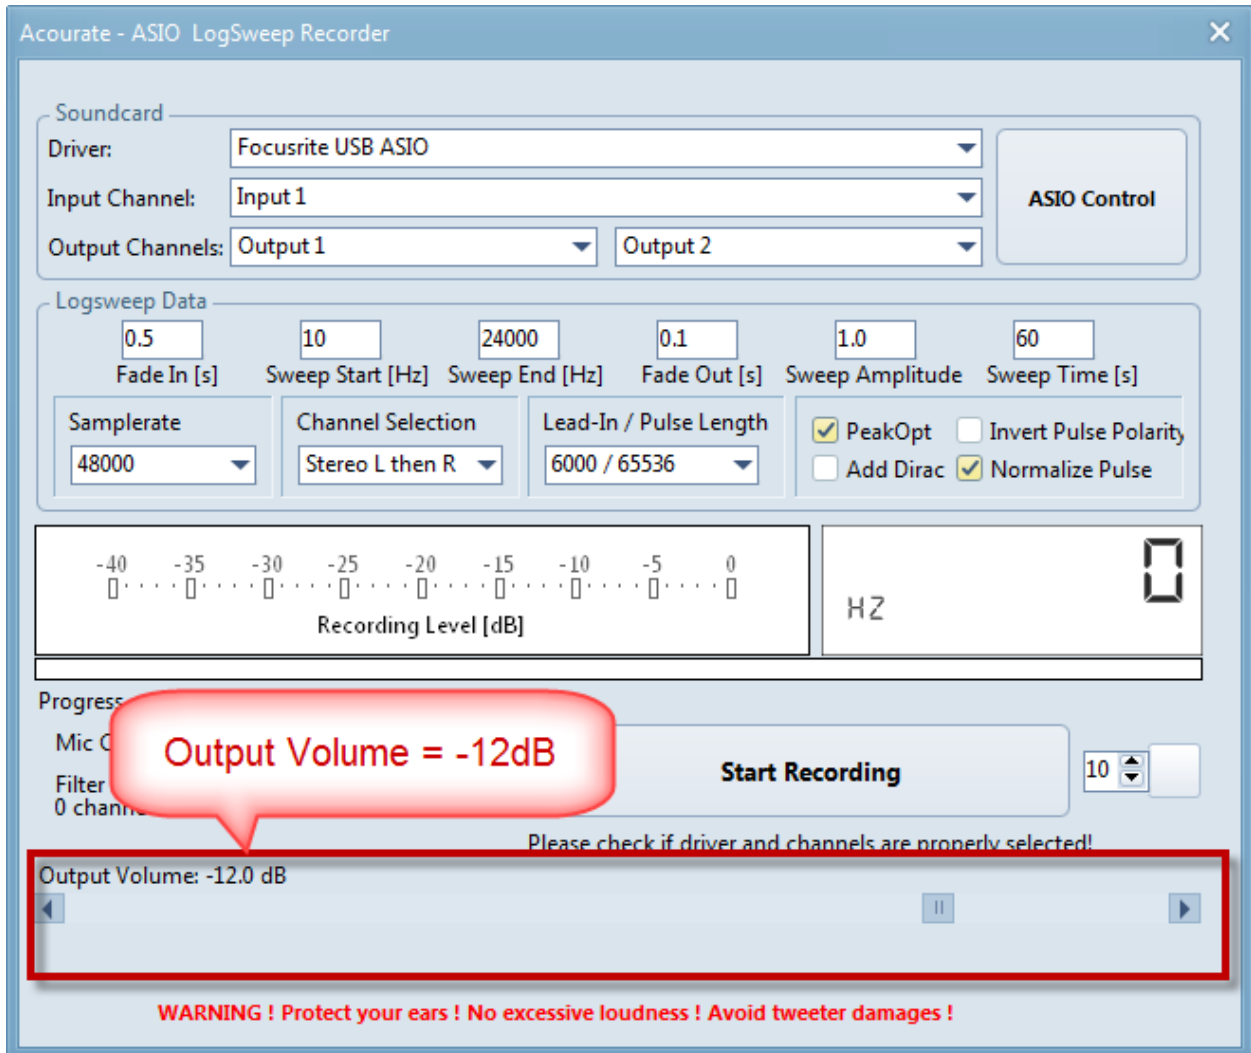 Acourate - ASIO LogSweep Recorder
Soundcard
Driver: Focusrite USB ASIO
Input Channel: Input 1
ASIO Control
Output Channels: Output 1 Output 2
Logsweep Data
0.5 10 24000 0.1 1.0 60
Fade In [s] Sweep Start [Hz] Sweep End [Hz] Fade Out [s] Sweep Amplitude Sweep Time [s]
Samplerate Channel Selection Lead-In / Pulse Length
PeakOpt Invert Pulse Polarity
48000 Stereo L then R 6000 / 65536
Add Dirac Normalize Pulse
-40 -35 -30 -25 -20 -15 -10 -5 0
Recording Level [dB]
HZ 0
Progress
Mic
Output Volume = -12dB
Start Recording
10
Filter
0
Please check if driver and channels are properly selected!
Output Volume: -12.0 dB
WARNING ! Protect your ears ! No excessive loudness ! Avoid tweeter damages !